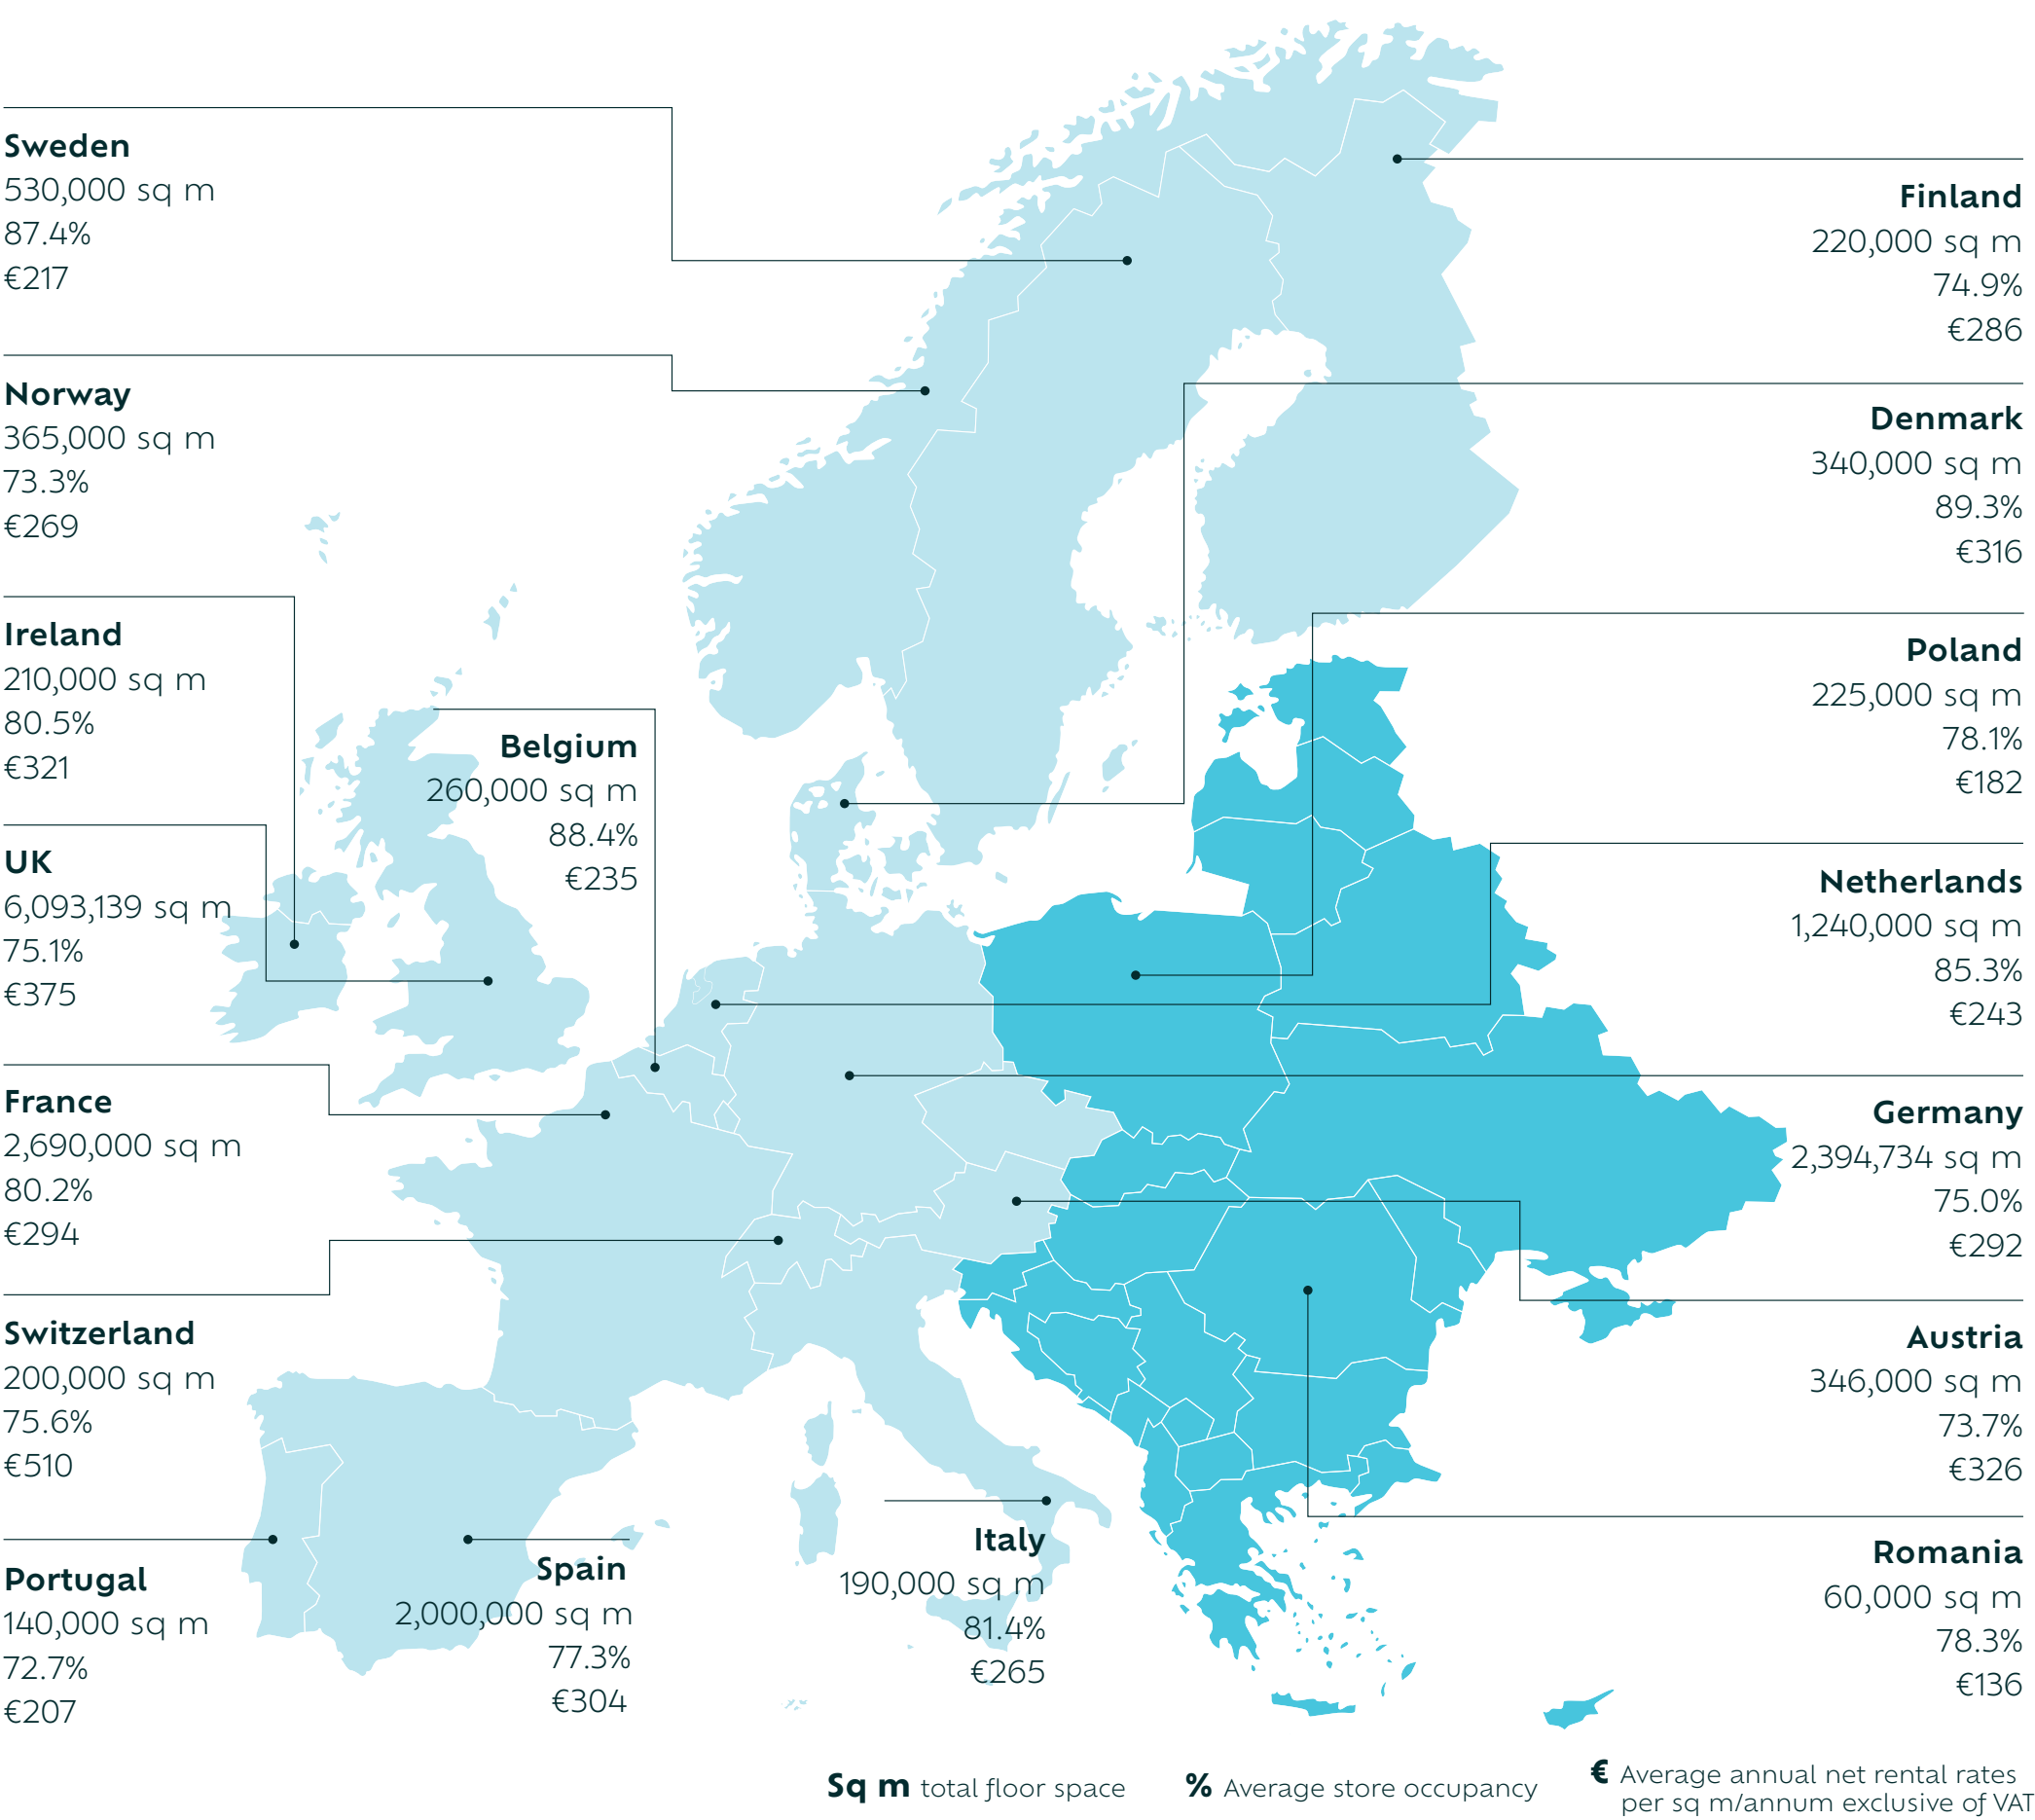 Sweden
530,000 sq m
87.4%
€217
Norway
365,000 sq m
73.3%
€269
Ireland
210,000 sq m
80.5%
€321
UK
6,093,139 sq m
75.1%
€375
France
2,690,000 sq m
80.2%
€294
Switzerland
200,000 sq m
75.6%
€510
Portugal
140,000 sq m
72.7%
€207
Belgium
260,000 sq m
88.4%
€235
Spain
2,000,000 sq m
77.3%
€304
Italy
190,000 sq m
81.4%
€265
Finland
220,000 sq m
74.9%
€286
Denmark
340,000 sq m
89.3%
€316
Poland
225,000 sq m
78.1%
€182
Netherlands
1,240,000 sq m
85.3%
€243
Germany
2,394,734 sq m
75.0%
€292
Austria
346,000 sq m
73.7%
€326
Romania
60,000 sq m
78.3%
€136
Sq m total floor space
% Average store occupancy
€ Average annual net rental rates
per sq m/annum exclusive of VAT